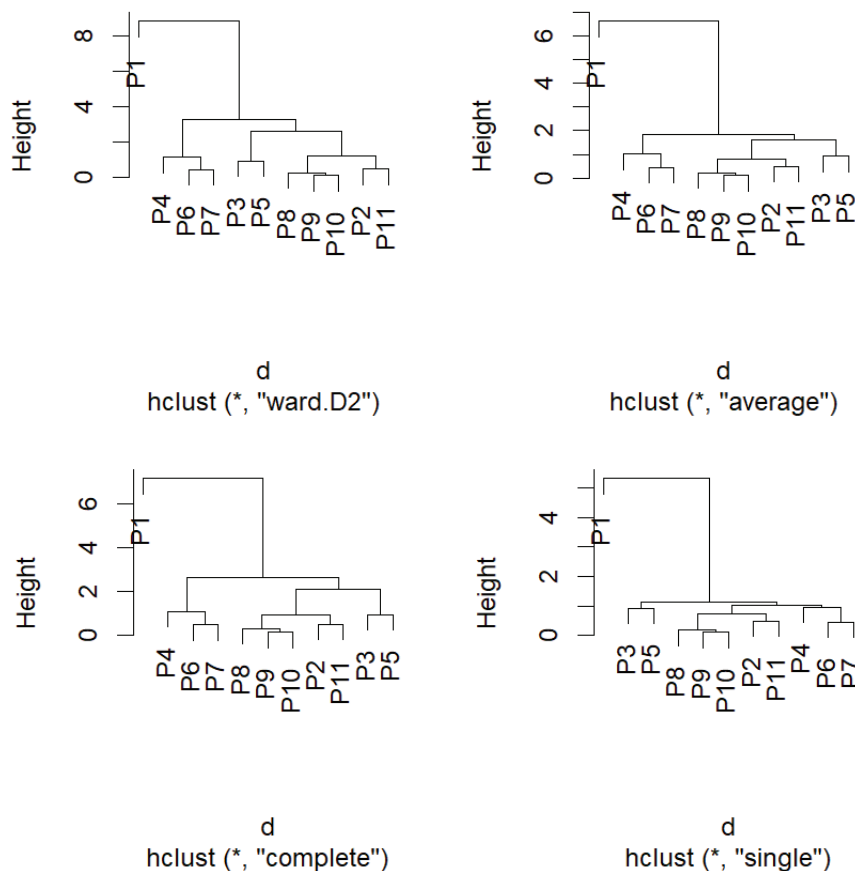 Height
8
4
0
P1
P4
P6
P7
P3
P5
P8
P9
P10
P2
P11
d
hclust (*, "ward.D2")
Height
6
4
2
0
P1
P4
P6
P7
P8
P9
P10
P2
P11
P3
P5
d
hclust (*, "average")
Height
6
4
2
0
P1
P4
P6
P7
P8
P9
P10
P2
P11
P3
P5
d
hclust (*, "complete")
Height
4
2
0
P1
P3
P5
P8
P9
P10
P2
P11
P4
P6
P7
d
hclust (*, "single")